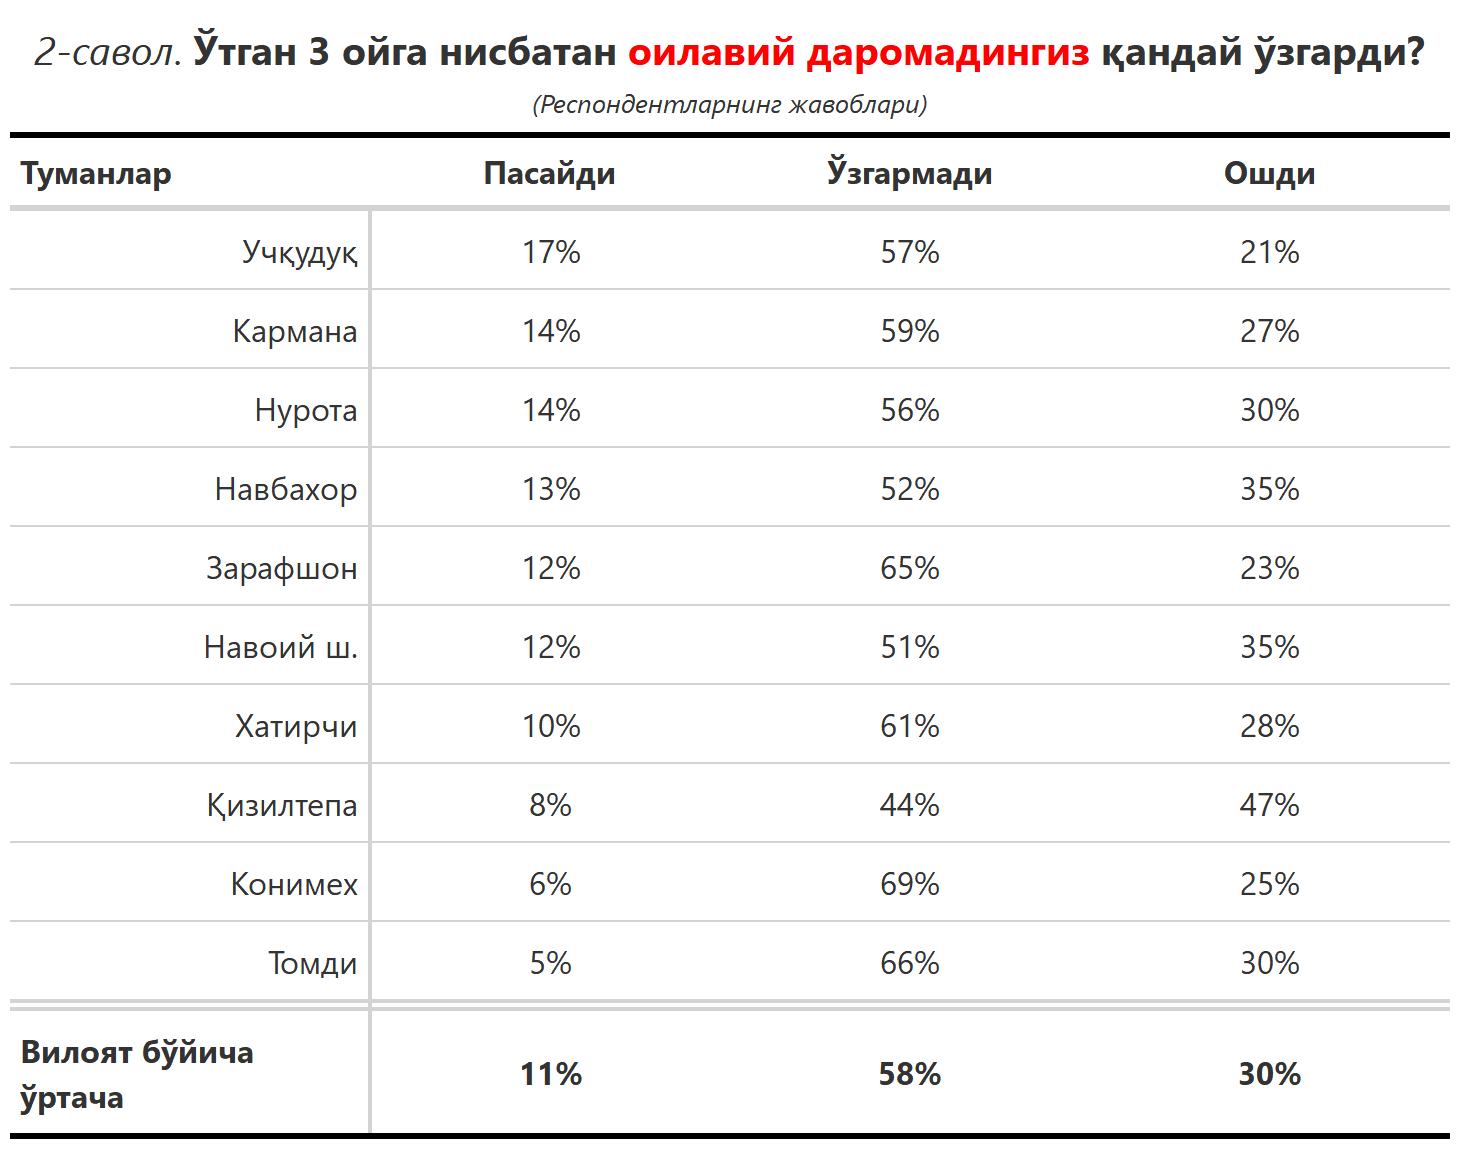 2-савол. Ўтган 3 ойга нисбатан оилавий даромадингиз қандай ўзгарди?
(Респондентларнинг жавоблари)
Туманлар Пасайди Ўзгармади Ошди
Учқудуқ 17% 57% 21%
Кармана 14% 59% 27%
Нурота 14% 56% 30%
Навбахор 13% 52% 35%
Зарафшон 12% 65% 23%
Навоий ш. 12% 51% 35%
Хатирчи 10% 61% 28%
Қизилтепа 8% 44% 47%
Конимех 6% 69% 25%
Томди 5% 66% 30%
Вилоят бўйича
ўртача 11% 58% 30%